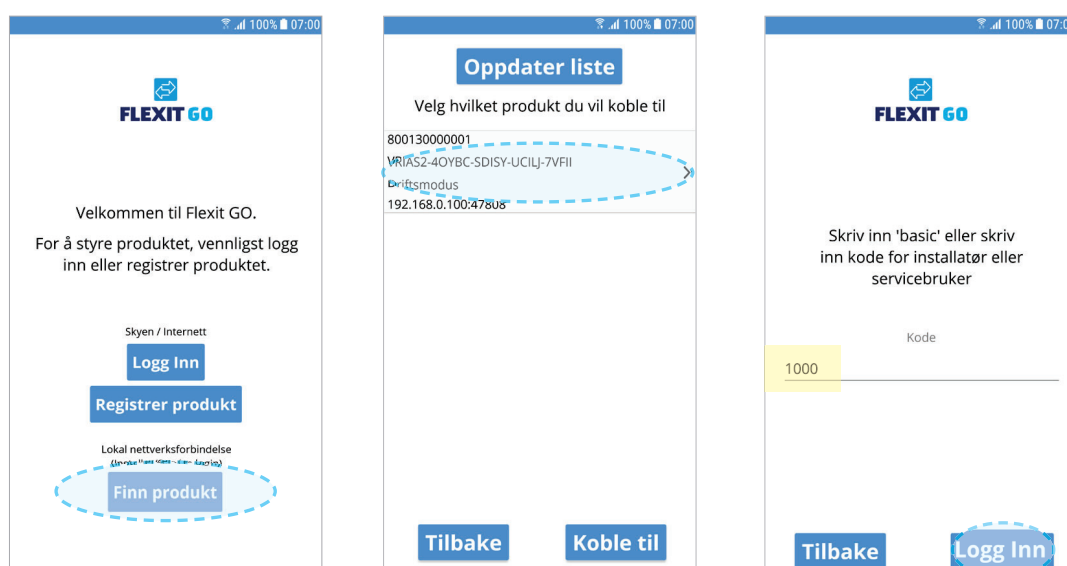 100% 07:00
FLEXIT GO
Velkommen til Flexit GO.
For å styre produktet, vennligst logg
inn eller registrer produktet.
Skyen / Internett
Logg Inn
Registrer produkt
Lokal nettverksforbindelse
Finn produkt
100% 07:00
Oppdater liste
Velg hvilket produkt du vil koble til
800130000001
VRIAS2-4OYBC-SDISY-UCILJ-7VFII
Driftsmodus
192.168.0.100:47808
Tilbake
Koble til
100% 07:0
FLEXIT GO
Skriv inn 'basic' eller skriv
inn kode for installatør eller
servicebruker
Kode
1000
Tilbake
Logg Inn